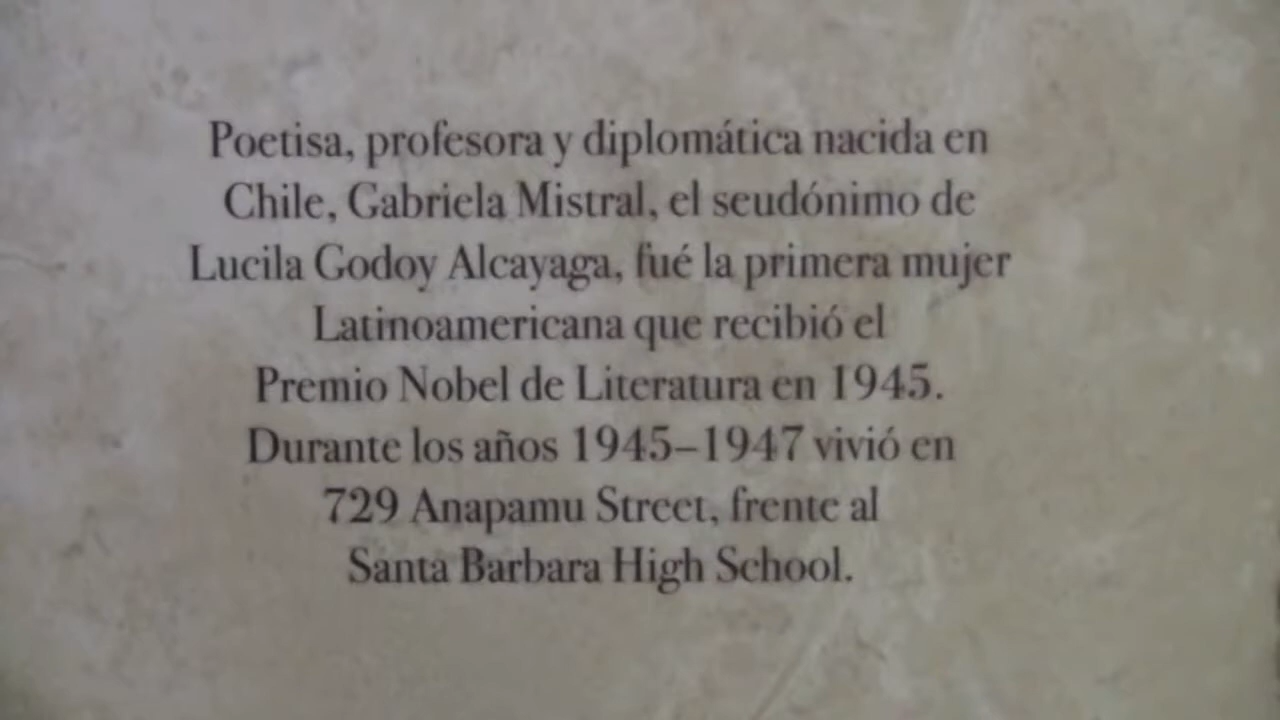 Poetisa, profesora y diplomática nacida en
Chile, Gabriela Mistral, el seudónimo de
Lucila Godoy Alcayaga, fué la primera mujer
Latinoamericana que recibió el
Premio Nobel de Literatura en 1945.
Durante los años 1945–1947 vivió en
729 Anapamu Street, frente al
Santa Barbara High School.